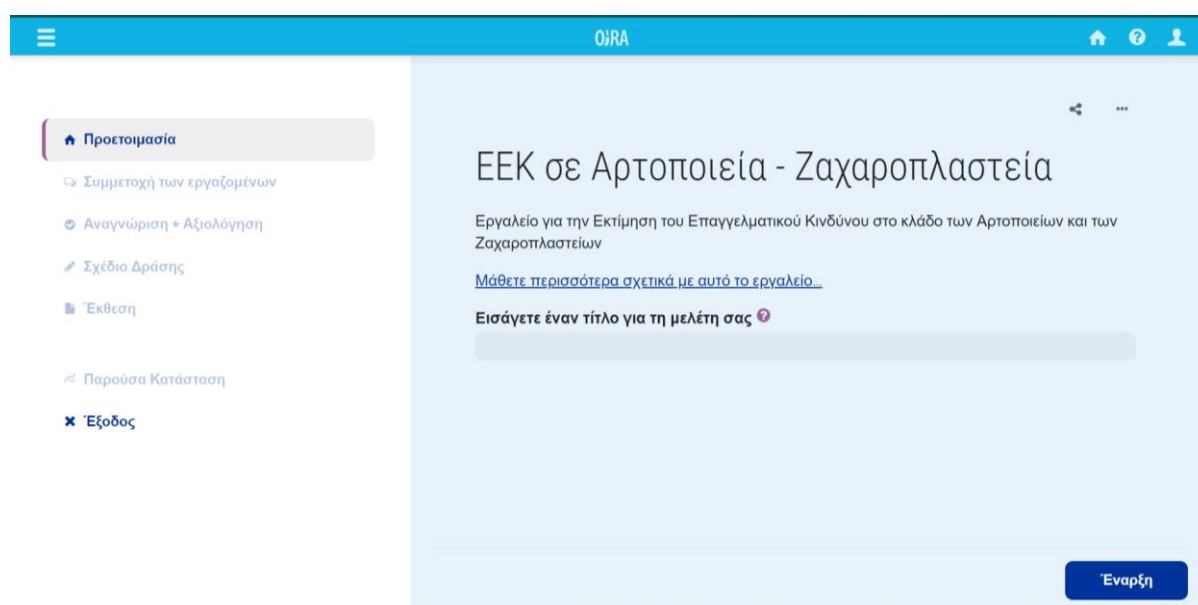 OiRA
Προετοιμασία
Συμμετοχή των εργαζομένων
Αναγνώριση + Αξιολόγηση
Σχέδιο Δράσης
Έκθεση
Παρούσα Κατάσταση
Έξοδος
ΕΕΚ σε Αρτοποιεία - Ζαχαροπλαστεία
Εργαλείο για την Εκτίμηση του Επαγγελματικού Κινδύνου στο κλάδο των Αρτοποιείων και των
Ζαχαροπλαστείων
Μάθετε περισσότερα σχετικά με αυτό το εργαλείο...
Εισάγετε έναν τίτλο για τη μελέτη σας
Έναρξη